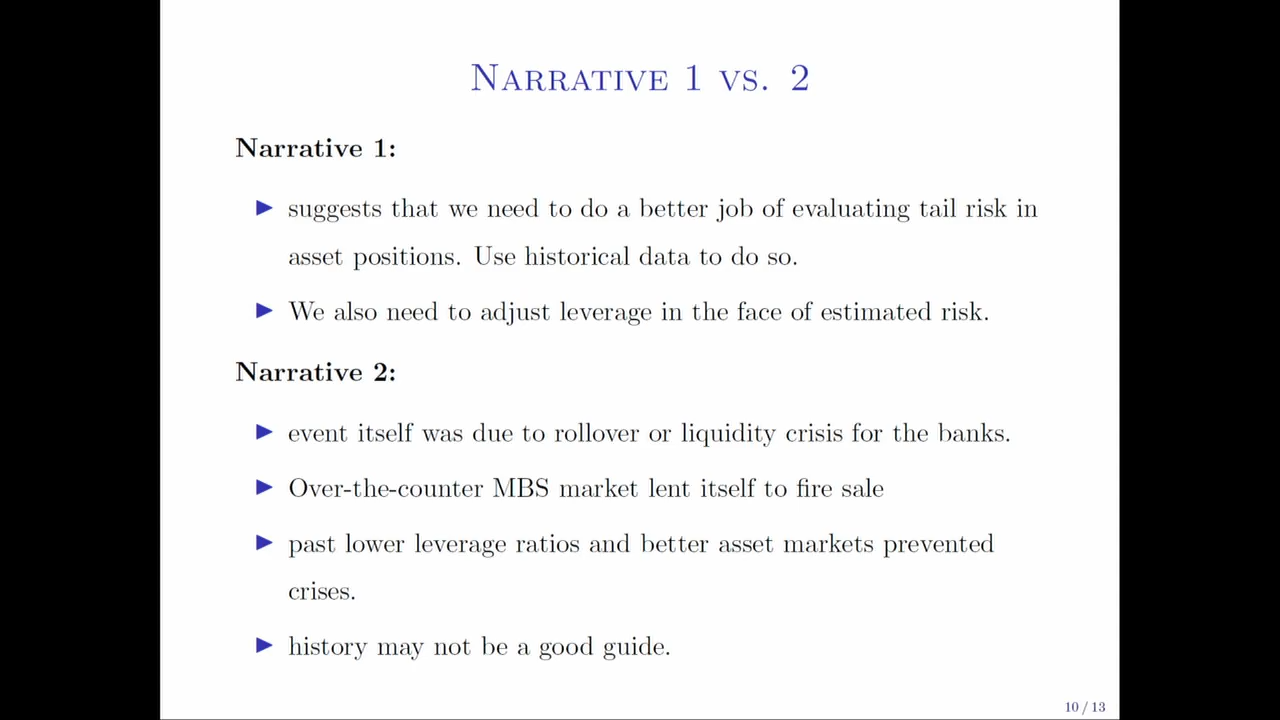 NARRATIVE 1 VS. 2
Narrative 1:
▶ suggests that we need to do a better job of evaluating tail risk in
asset positions. Use historical data to do so.
▶ We also need to adjust leverage in the face of estimated risk.
Narrative 2:
▶ event itself was due to rollover or liquidity crisis for the banks.
▶ Over-the-counter MBS market lent itself to fire sale
▶ past lower leverage ratios and better asset markets prevented
crises.
▶ history may not be a good guide.
10 / 13